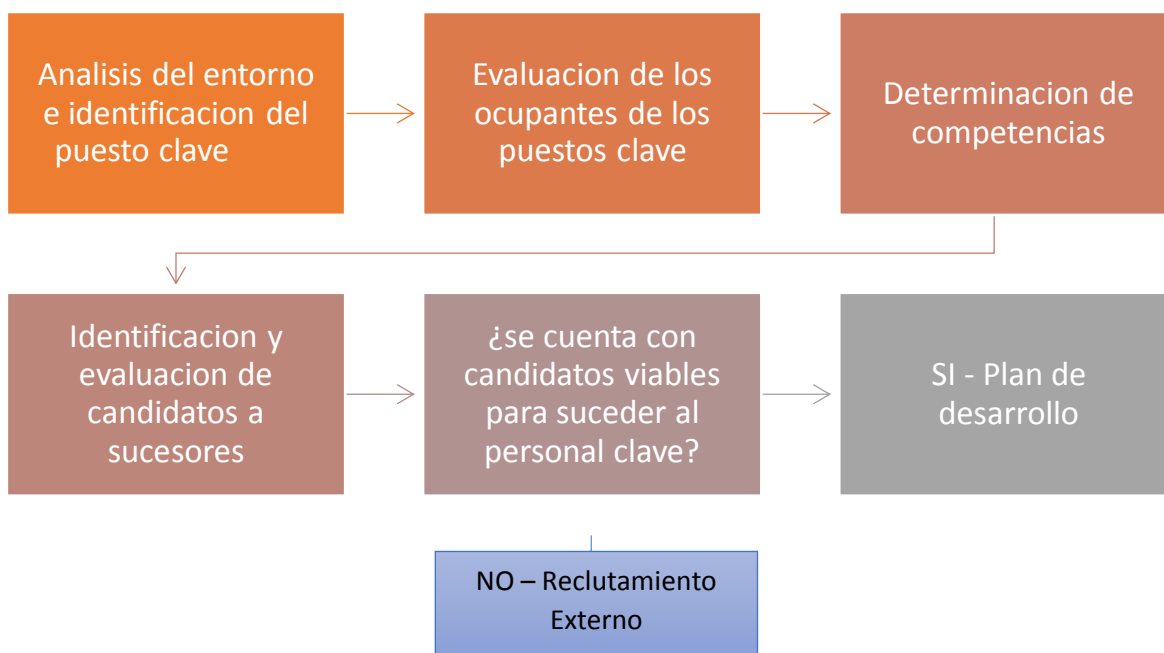 Analisis del entorno
e identificacion del
puesto clave
Evaluacion de los
ocupantes de los
puestos clave
Determinacion de
competencias
Identificacion y
evaluacion de
candidatos a
sucesores
¿se cuenta con
candidatos viables
para suceder al
personal clave?
SI - Plan de
desarrollo
NO – Reclutamiento
Externo